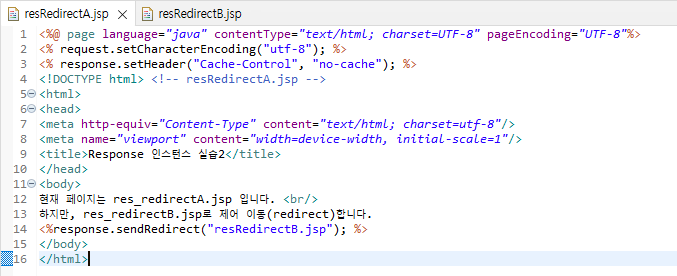 resRedirectA.jsp resRedirectB.jsp
1 <%@ page language="java" contentType="text/html; charset=UTF-8" pageEncoding="UTF-8"%>
2 <% request.setCharacterEncoding("utf-8"); %>
3 <% response.setHeader("Cache-Control", "no-cache"); %>
4 <!DOCTYPE html> <!-- resRedirectA.jsp -->
5 <html>
6 <head>
7 <meta http-equiv="Content-Type" content="text/html; charset=utf-8"/>
8 <meta name="viewport" content="width=device-width, initial-scale=1"/>
9 <title>Response 인스턴스 실습2</title>
10 </head>
11 <body>
12 현재 페이지는 res_redirectA.jsp 입니다. <br/>
13 하지만, res_redirectB.jsp로 제어 이동(redirect)합니다.
14 <%response.sendRedirect("resRedirectB.jsp"); %>
15 </body>
16 </html>